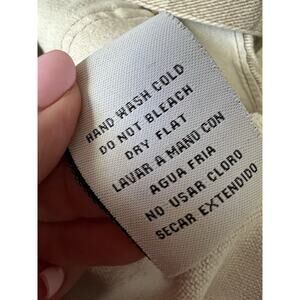 HAND WASH COLD
DO NOT BLEACH
DRY FLAT
LAVAR A MANO CON
AGUA FRIA
NO USAR CLORO
SECAR EXTENDIDO